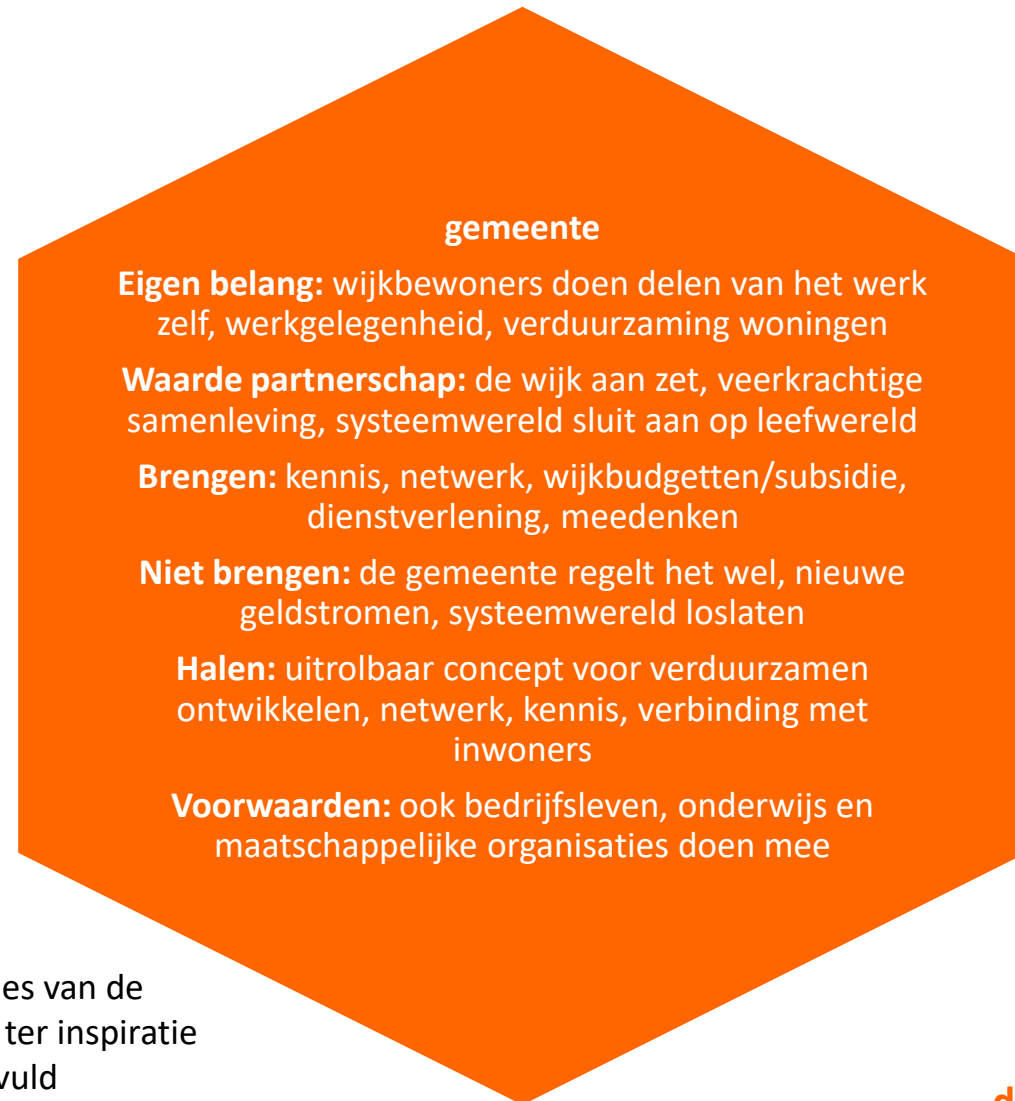 gemeente
Eigen belang: wijkbewoners doen delen van het werk
zelf, werkgelegenheid, verduurzaming woningen
Waarde partnerschap: de wijk aan zet, veerkrachtige
samenleving, systeemwereld sluit aan op leefwereld
Brengen: kennis, netwerk, wijkbudgetten/subsidie,
dienstverlening, meedenken
Niet brengen: de gemeente regelt het wel, nieuwe
geldstromen, systeemwereld loslaten
Halen: uitrolbaar concept voor verduurzamen
ontwikkelen, netwerk, kennis, verbinding met
inwoners
Voorwaarden: ook bedrijfsleven, onderwijs en
maatschappelijke organisaties doen mee
es van de
ter inspiratie
vuld